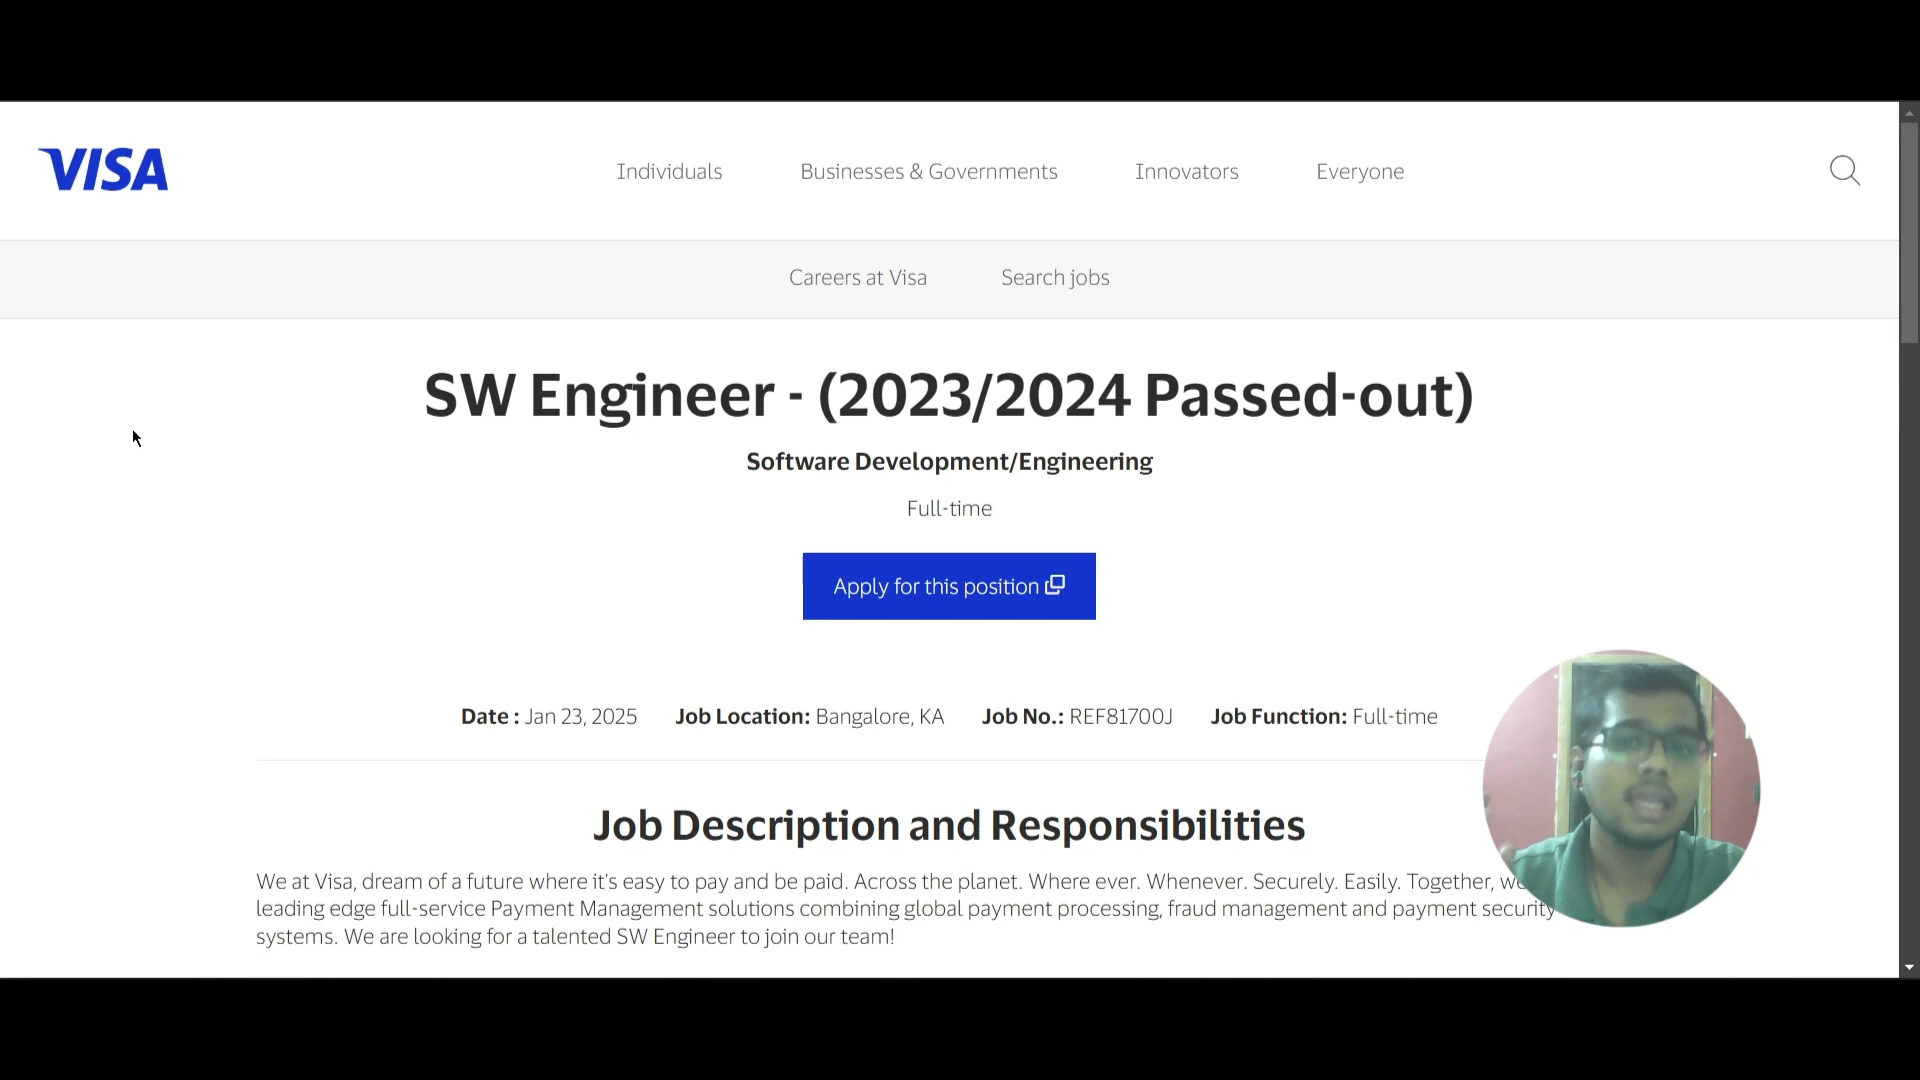 VISA
Individuals Businesses & Governments Innovators Everyone
Careers at Visa Search jobs
SW Engineer - (2023/2024 Passed-out)
Software Development/Engineering
Full-time
Apply for this position
Date : Jan 23, 2025 Job Location: Bangalore, KA Job No.: REF81700J Job Function: Full-time
Job Description and Responsibilities
We at Visa, dream of a future where it's easy to pay and be paid. Across the planet. Where ever. Whenever. Securely. Easily. Together,
leading edge full-service Payment Management solutions combining global payment processing, fraud management and payment security
systems. We are looking for a talented SW Engineer to join our team!